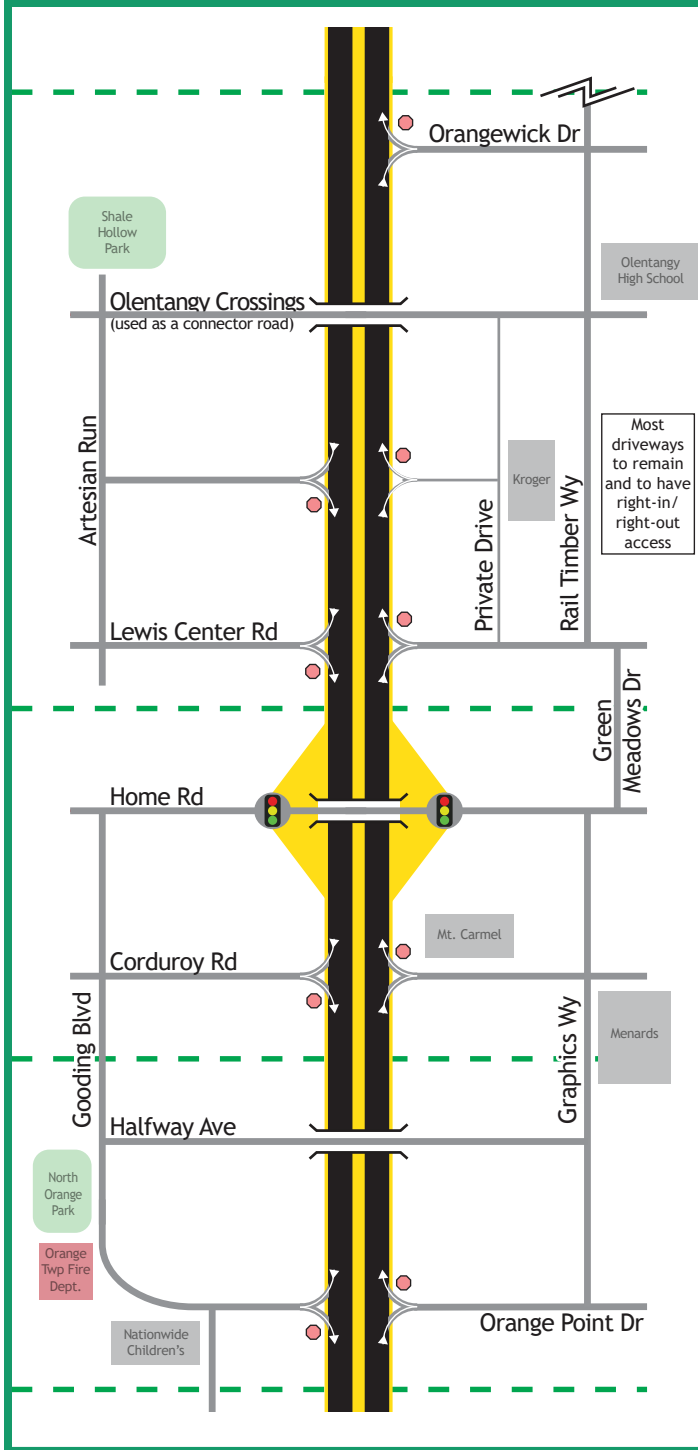 Orangewick Dr
Shale
Hollow
Park
Olentangy
High School
Olentangy Crossings
(used as a connector road)
Artesian Run
Kroger
Private Drive
Rail Timber Wy
Most
driveways
to remain
and to have
right-in/
right-out
access
Lewis Center Rd
Green
Meadows Dr
Home Rd
Mt. Carmel
Corduroy Rd
Gooding Blvd
Graphics Wy
Menards
Halfway Ave
North
Orange
Park
Orange
Twp Fire
Dept.
Orange Point Dr
Nationwide
Children's